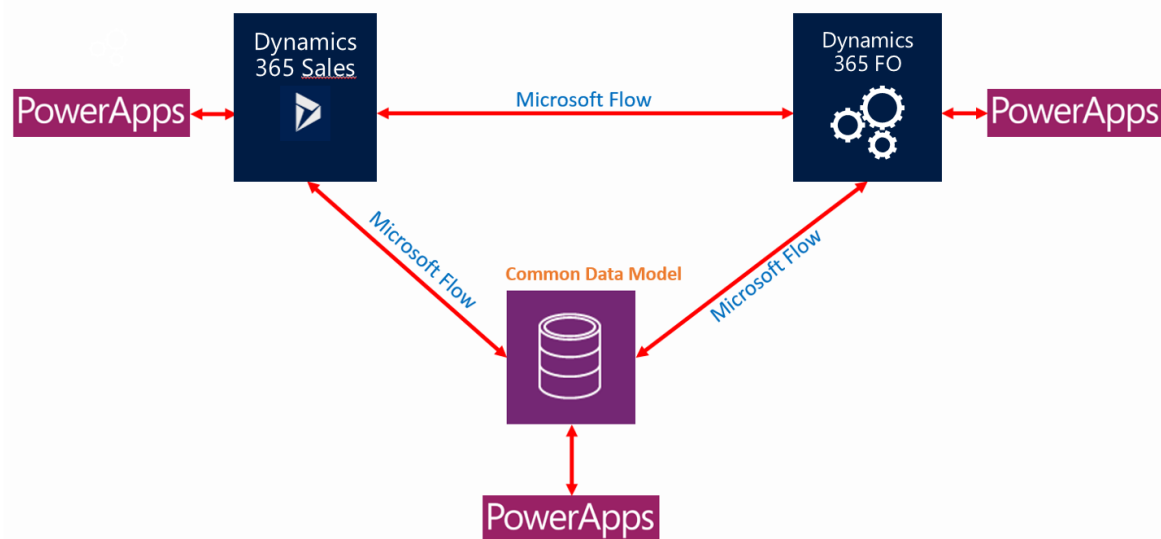 Dynamics
365 Sales
Dynamics
365 FO
PowerApps
Microsoft Flow
PowerApps
Microsoft Flow
Microsoft Flow
Common Data Model
PowerApps